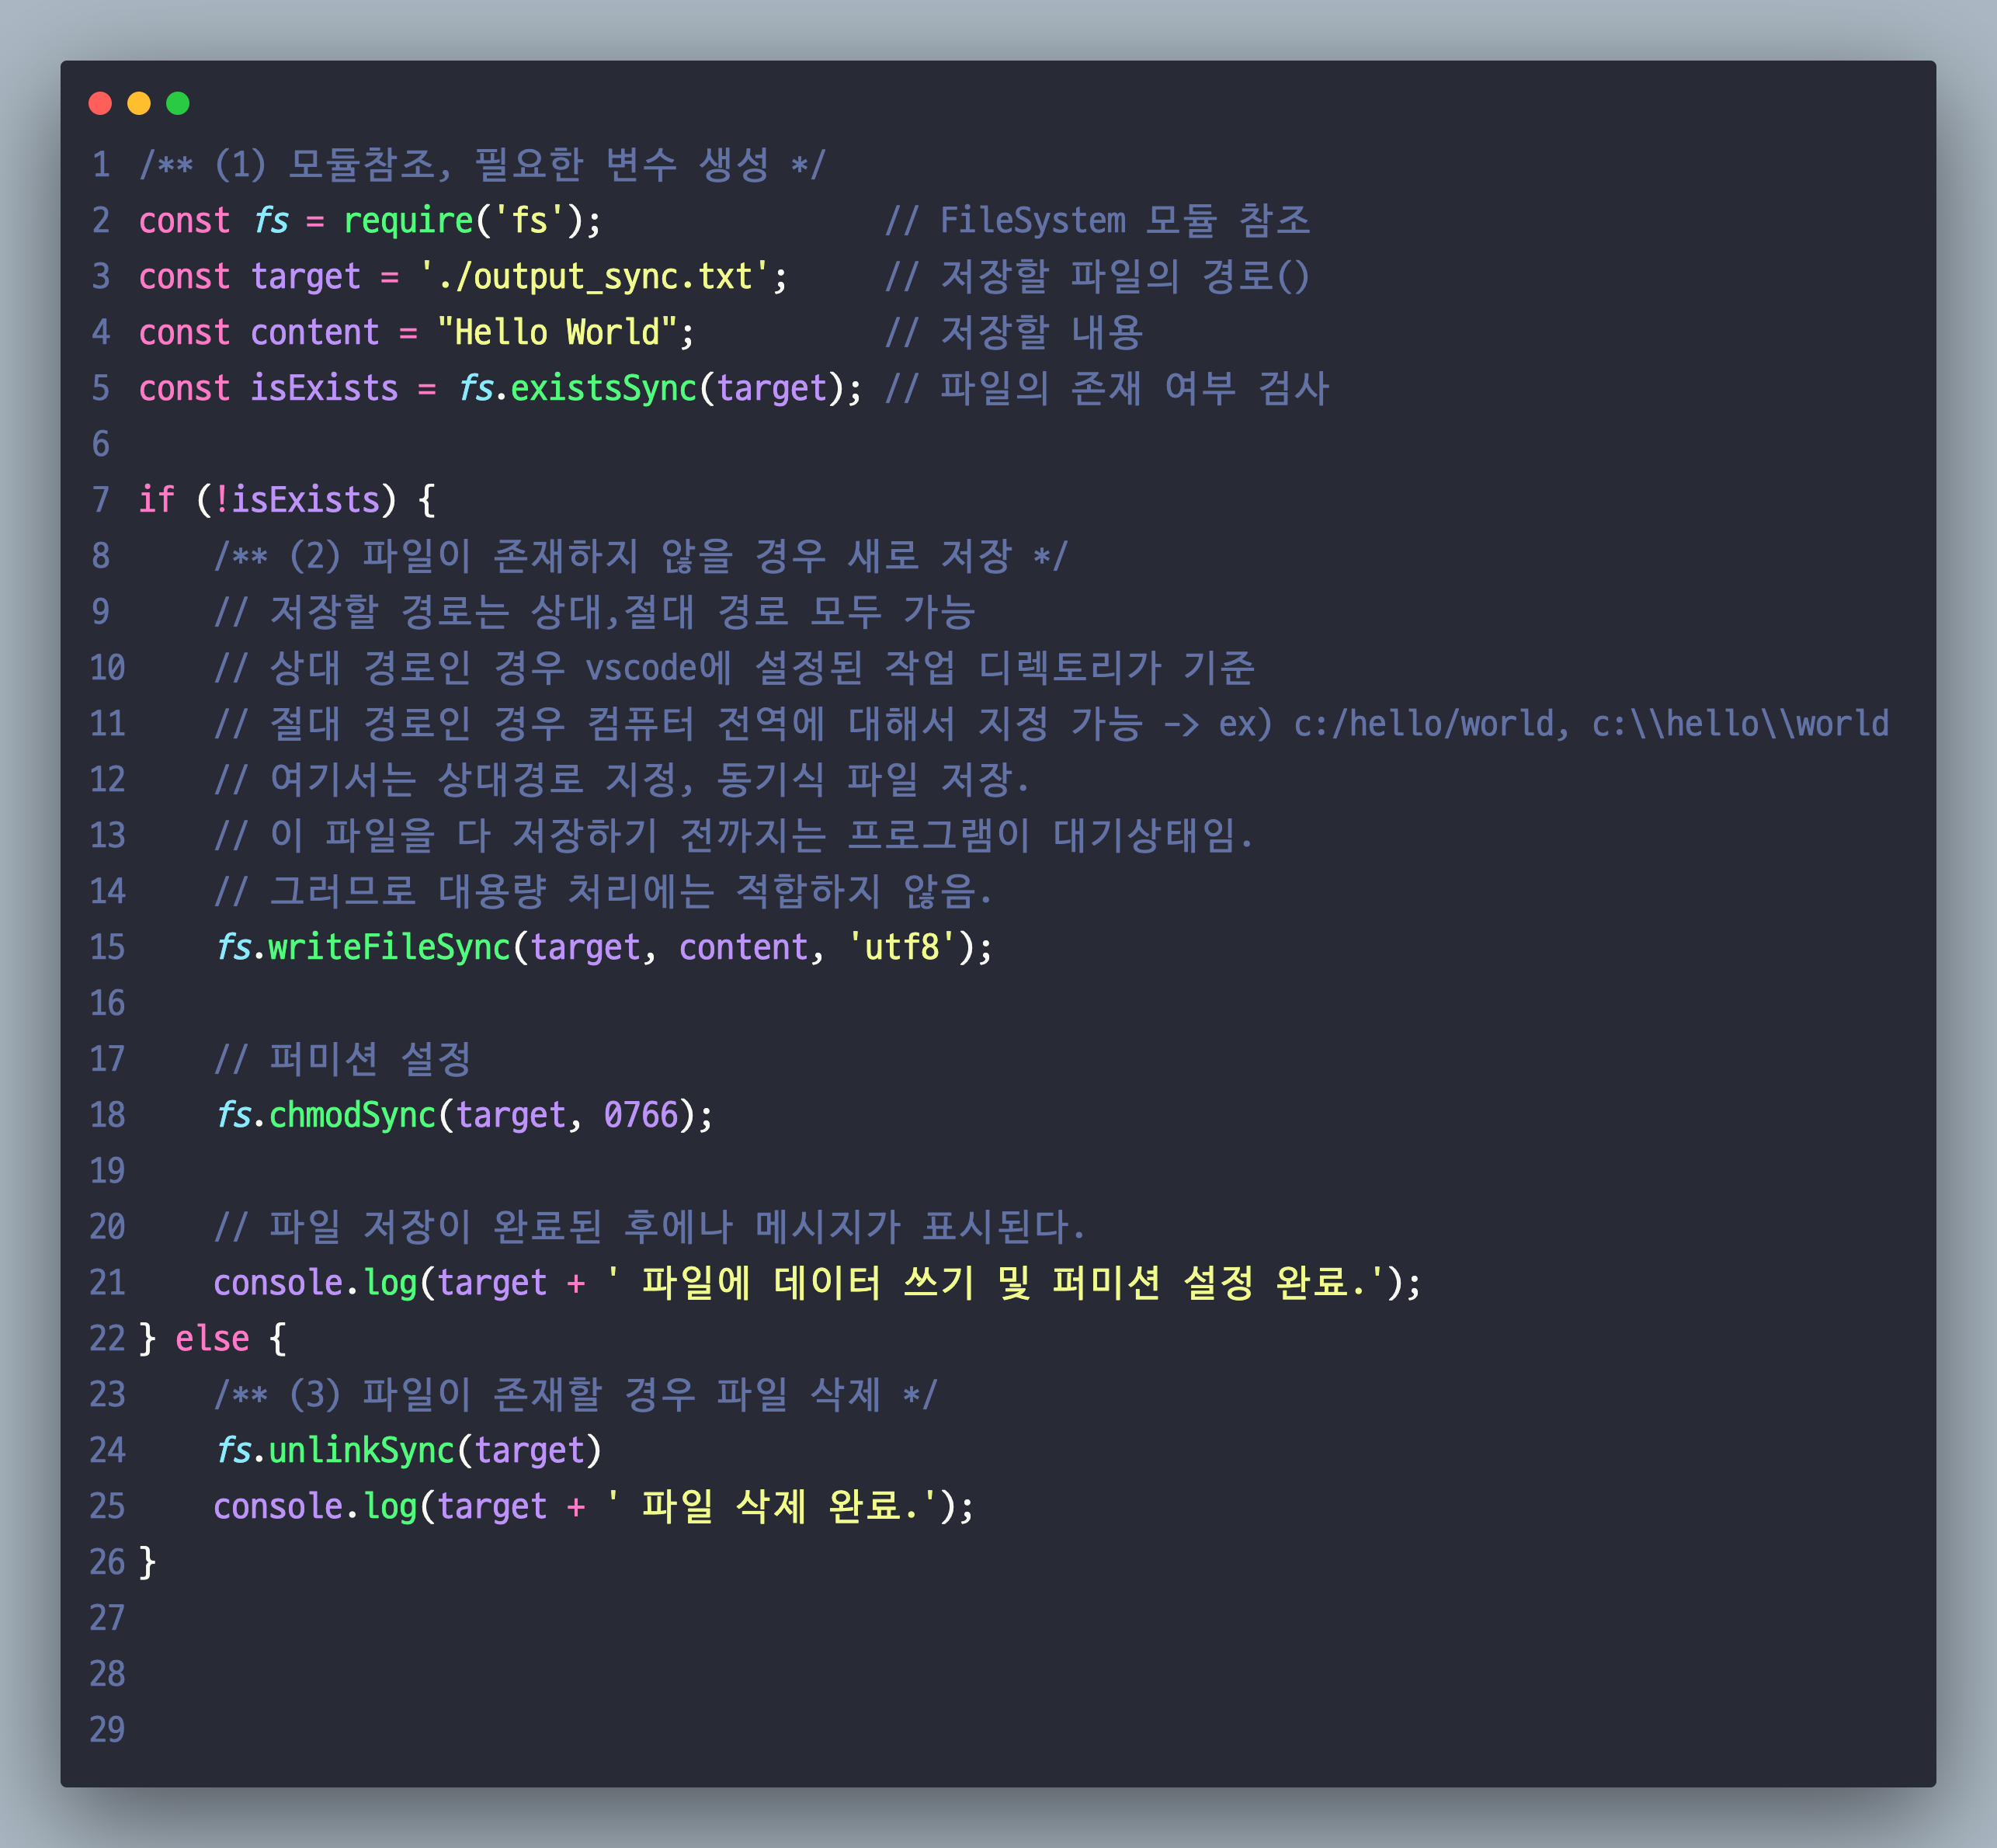 1 /** (1) 모듈참조, 필요한 변수 생성 */
2 const fs = require('fs');               // FileSystem 모듈 참조
3 const target = './output_sync.txt';     // 저장할 파일의 경로()
4 const content = "Hello World";          // 저장할 내용
5 const isExists = fs.existsSync(target); // 파일의 존재 여부 검사
6
7 if (!isExists) {
8     /** (2) 파일이 존재하지 않을 경우 새로 저장 */
9     // 저장할 경로는 상대,절대 경로 모두 가능
10     // 상대 경로인 경우 vscode에 설정된 작업 디렉토리가 기준
11     // 절대 경로인 경우 컴퓨터 전역에 대해서 지정 가능 -> ex) c:/hello/world, c:\\hello\\world
12     // 여기서는 상대경로 지정, 동기식 파일 저장.
13     // 이 파일을 다 저장하기 전까지는 프로그램이 대기상태임.
14     // 그러므로 대용량 처리에는 적합하지 않음.
15     fs.writeFileSync(target, content, 'utf8');
16
17     // 퍼미션 설정
18     fs.chmodSync(target, 0766);
19
20     // 파일 저장이 완료된 후에나 메시지가 표시된다.
21     console.log(target + ' 파일에 데이터 쓰기 및 퍼미션 설정 완료.');
22 } else {
23     /** (3) 파일이 존재할 경우 파일 삭제 */
24     fs.unlinkSync(target)
25     console.log(target + ' 파일 삭제 완료.');
26 }
27
28
29